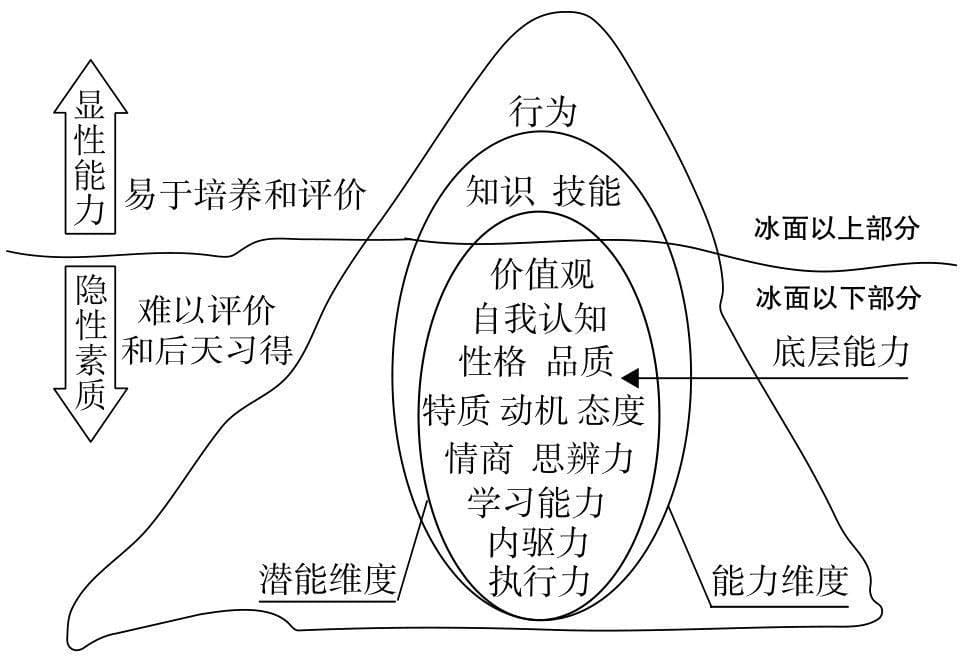 行为
显性能力
知识 技能
易于培养和评价
冰面以上部分
价值观
隐性素质
冰面以下部分
难以评价
和后天习得
自我认知
性格 品质
底层能力
特质 动机 态度
情商 思辨力
学习能力
内驱力
执行力
潜能维度
能力维度